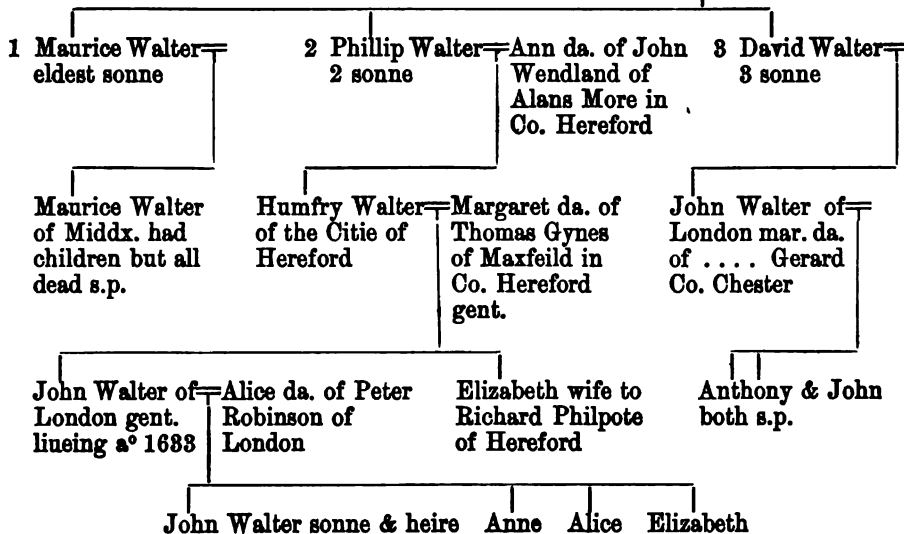 1 Maurice Walter
eldest sonne
2 Phillip Walter
2 sonne
Ann da. of John
Wendland of
Alans More in
Co. Hereford
3 David Walter
3 sonne
Maurice Walter
of Middx. had
children but all
dead s.p.
Humfry Walter
of the Citie of
Hereford
Margaret da. of
Thomas Gynes
of Maxfeild in
Co. Hereford
gent.
John Walter of
London mar. da.
of .... Gerard
Co. Chester
John Walter of
London gent.
liueing aº 1633
Alice da. of Peter
Robinson of
London
Elizabeth wife to
Richard Philpote
of Hereford
Anthony & John
both s.p.
John Walter sonne & heire
Anne
Alice
Elizabeth